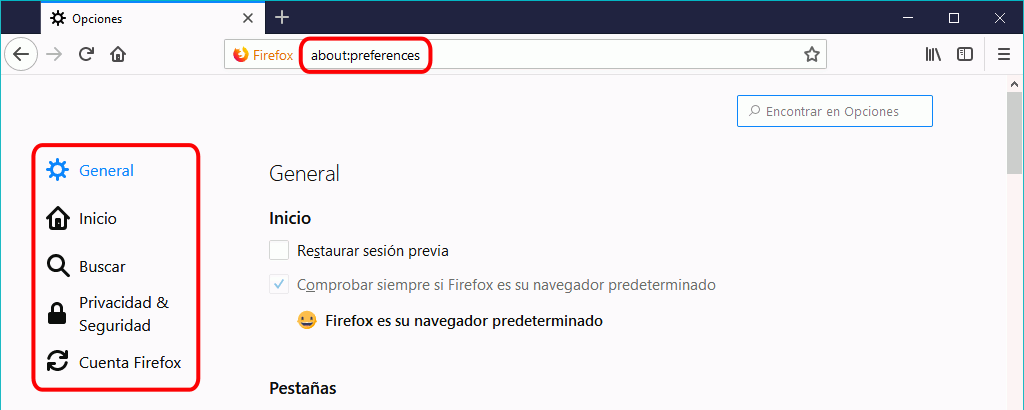 Opciones
Firefox about:preferences
Encontrar en Opciones
General
Inicio
Buscar
Privacidad &
Seguridad
Cuenta Firefox
General
Inicio
Restaurar sesión previa
Comprobar siempre si Firefox es su navegador predeterminado
Firefox es su navegador predeterminado
Pestañas